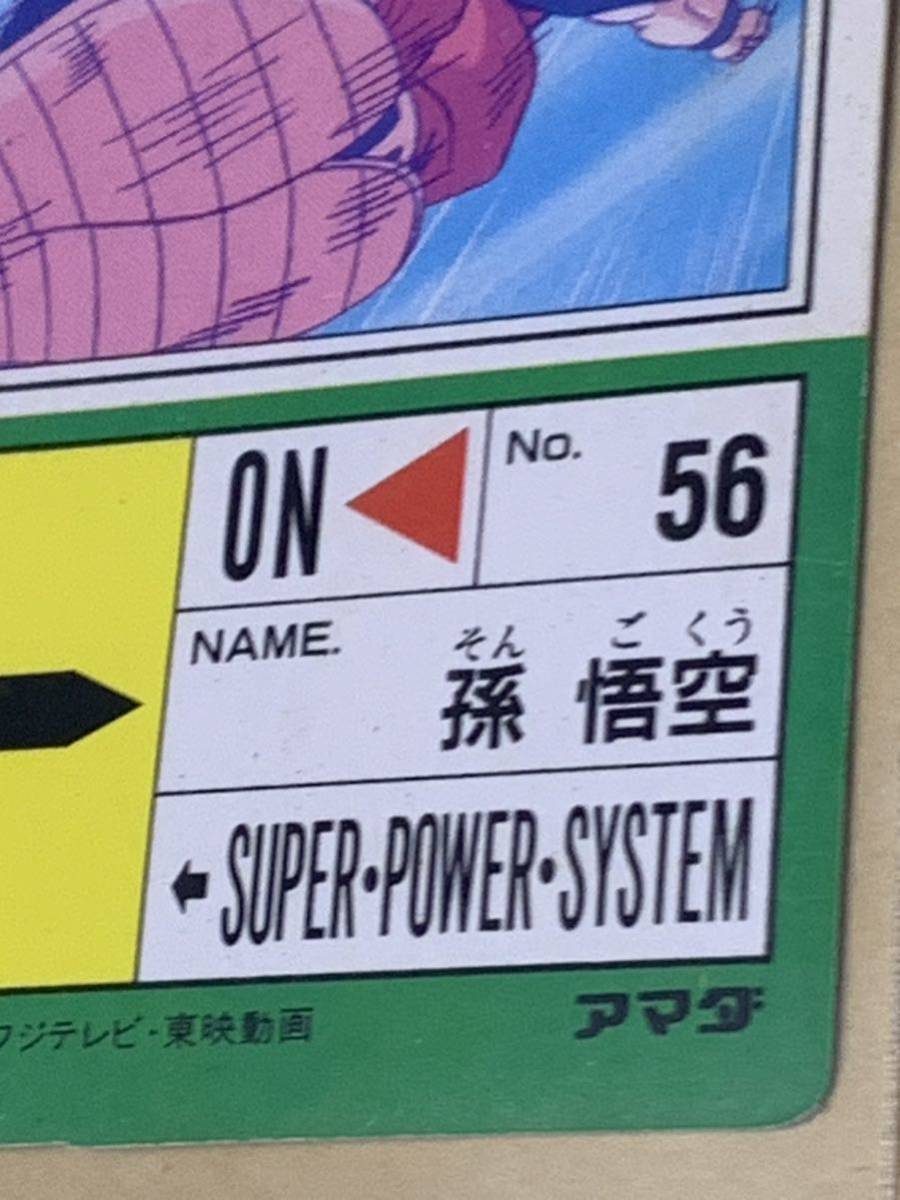 ON
No. 56
NAME.
そん ご くう
孫 悟空
SUPER・POWER・SYSTEM
フジテレビ・東映動画
アマダ